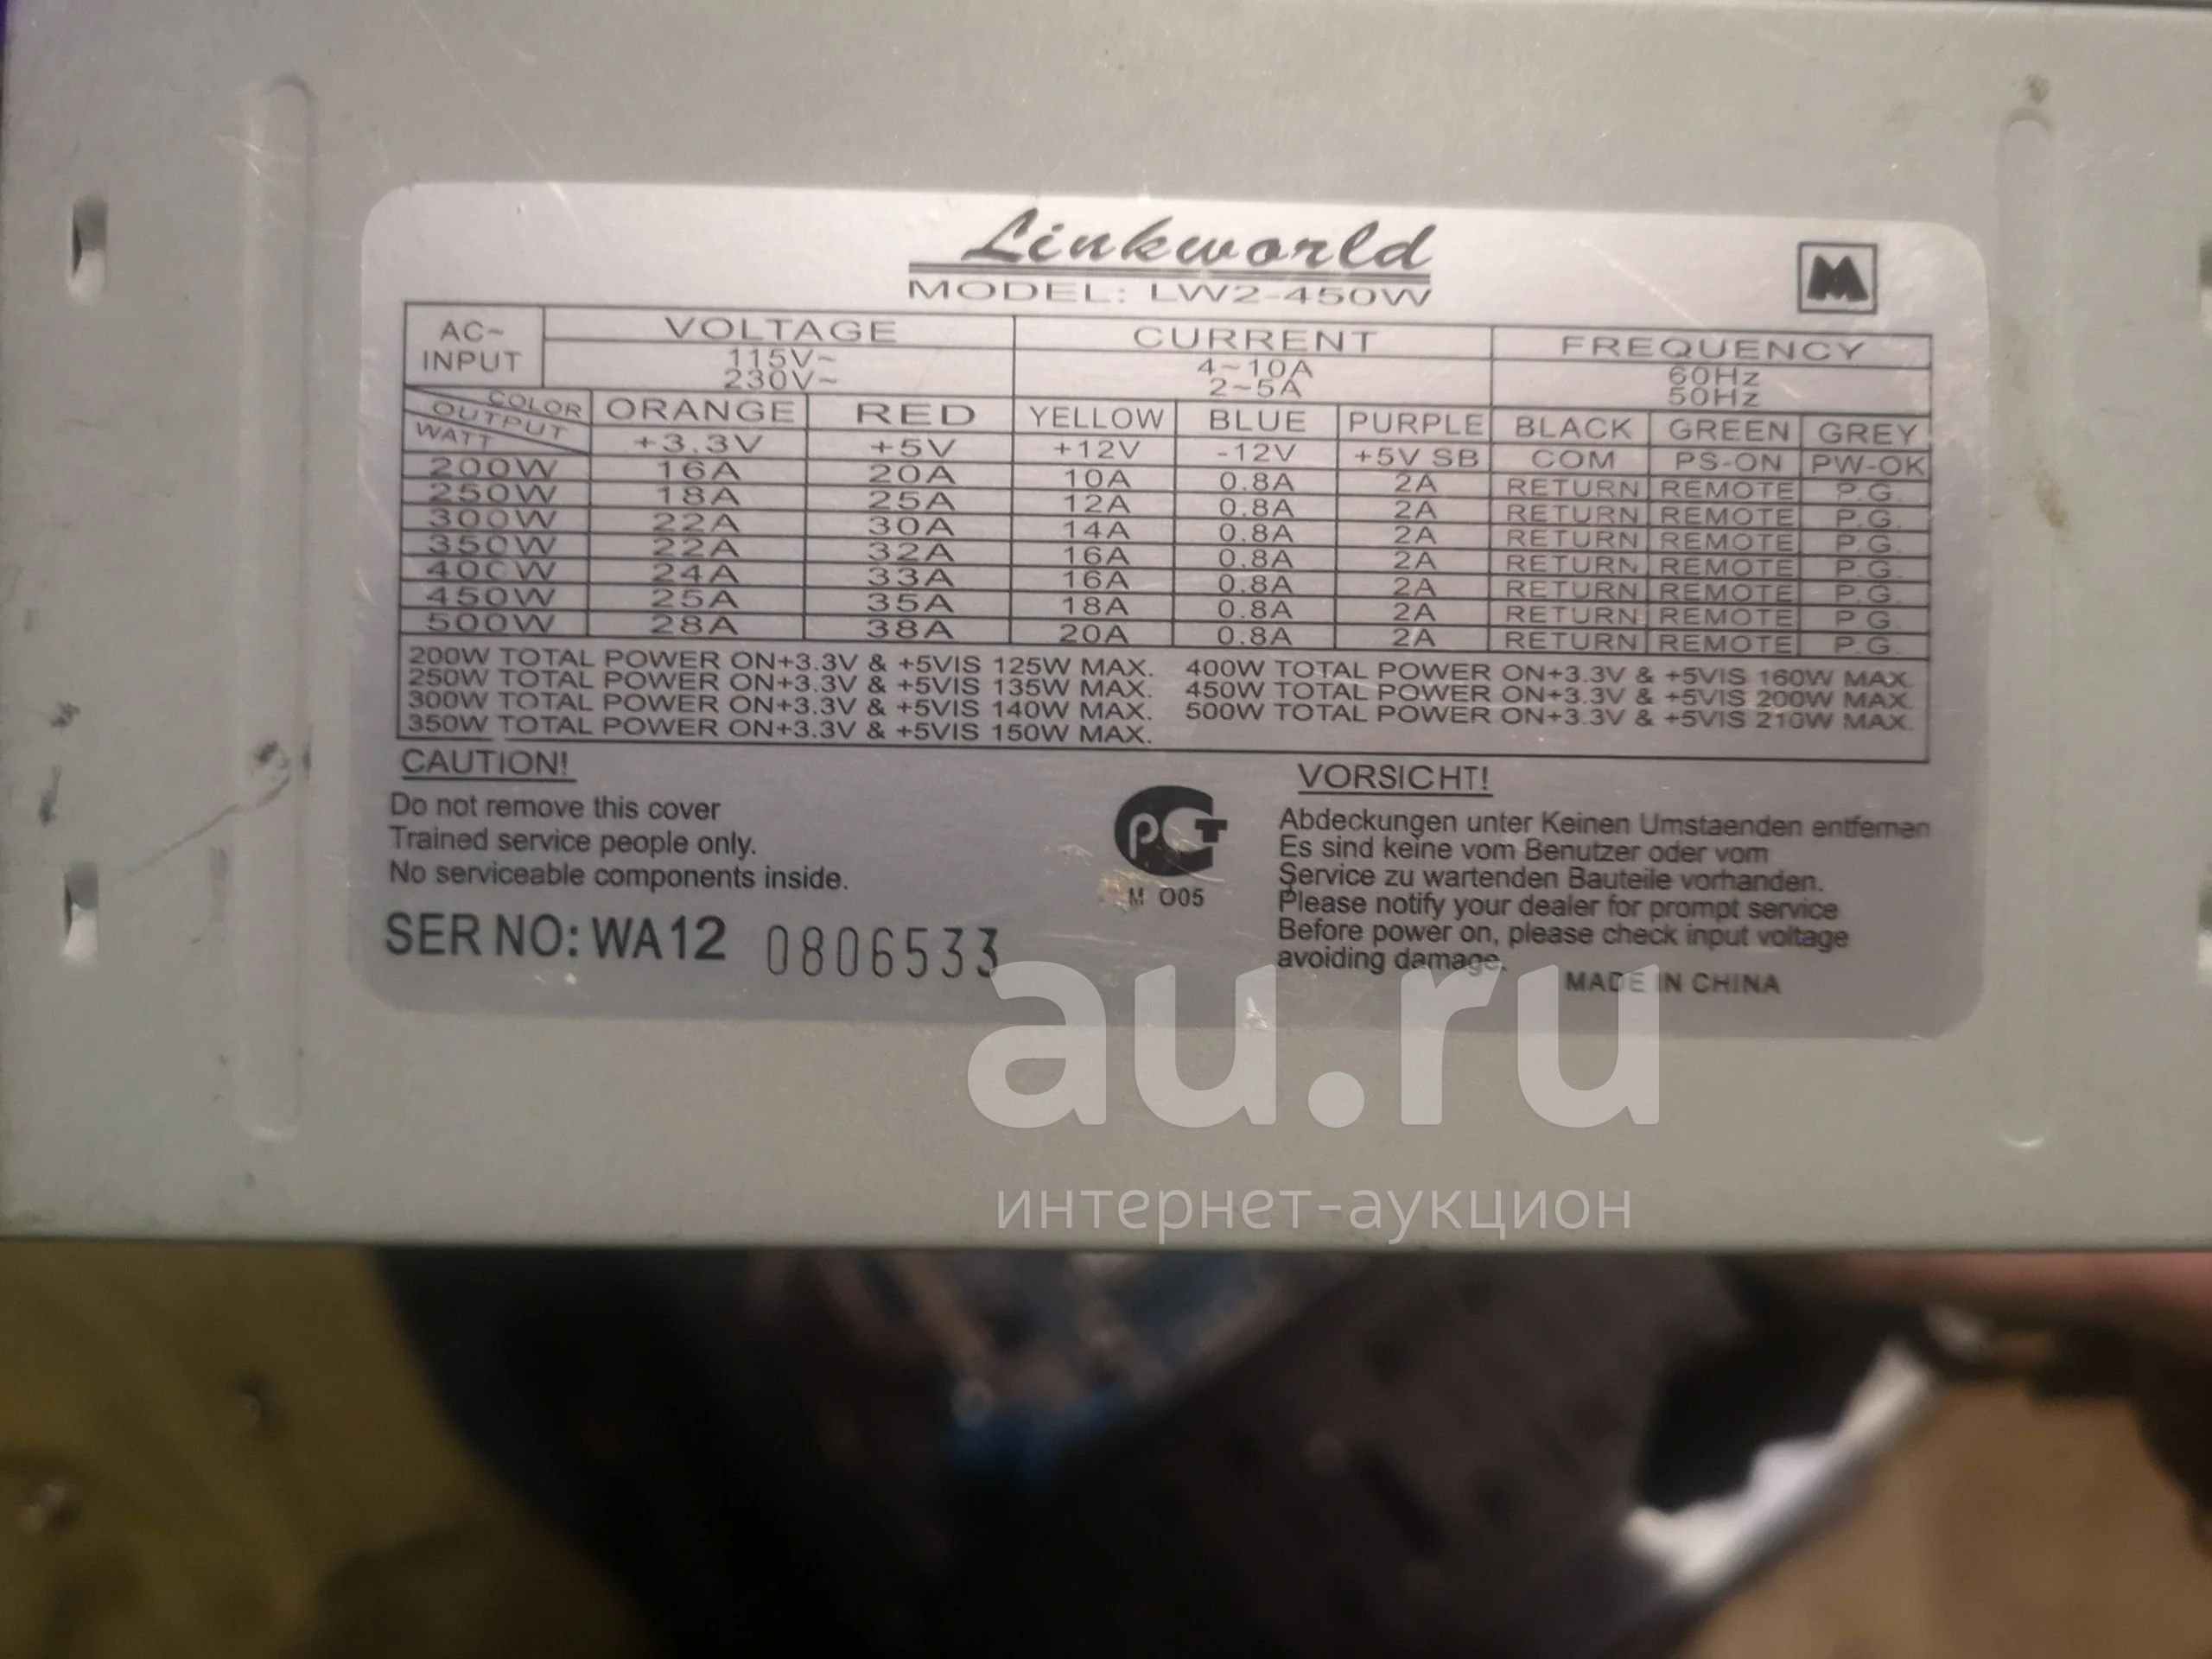 Linkworld
MODEL: LW2-450W
M
AC~ INPUT VOLTAGE CURRENT FREQUENCY
115V~ 4~10A 60Hz
230V~ 2~5A 50Hz
COLOR OUTPUT WATT ORANGE RED YELLOW BLUE PURPLE BLACK GREEN GREY
+3.3V +5V +12V -12V +5V SB COM PS-ON PW-OK
200W 16A 20A 10A 0.8A 2A RETURN REMOTE P.G.
250W 18A 25A 12A 0.8A 2A RETURN REMOTE P.G.
300W 22A 30A 14A 0.8A 2A RETURN REMOTE P.G.
350W 22A 32A 16A 0.8A 2A RETURN REMOTE P.G.
400W 24A 33A 16A 0.8A 2A RETURN REMOTE P.G.
450W 25A 35A 18A 0.8A 2A RETURN REMOTE P.G.
500W 28A 38A 20A 0.8A 2A RETURN REMOTE P.G.
200W TOTAL POWER ON+3.3V & +5VIS 125W MAX. 400W TOTAL POWER ON+3.3V & +5VIS 160W MAX.
250W TOTAL POWER ON+3.3V & +5VIS 135W MAX. 450W TOTAL POWER ON+3.3V & +5VIS 200W MAX.
300W TOTAL POWER ON+3.3V & +5VIS 140W MAX. 500W TOTAL POWER ON+3.3V & +5VIS 210W MAX.
350W TOTAL POWER ON+3.3V & +5VIS 150W MAX.
CAUTION!
Do not remove this cover
Trained service people only.
No serviceable components inside.
SER NO: WA12 0806533
РСТ
М О05
VORSICHT!
Abdeckungen unter Keinen Umstaenden entfernen
Es sind keine vom Benutzer oder vom
Service zu wartenden Bauteile vorhanden.
Please notify your dealer for prompt service
Before power on, please check input voltage
avoiding damage.
MADE IN CHINA
au.ru
интернет-аукцион